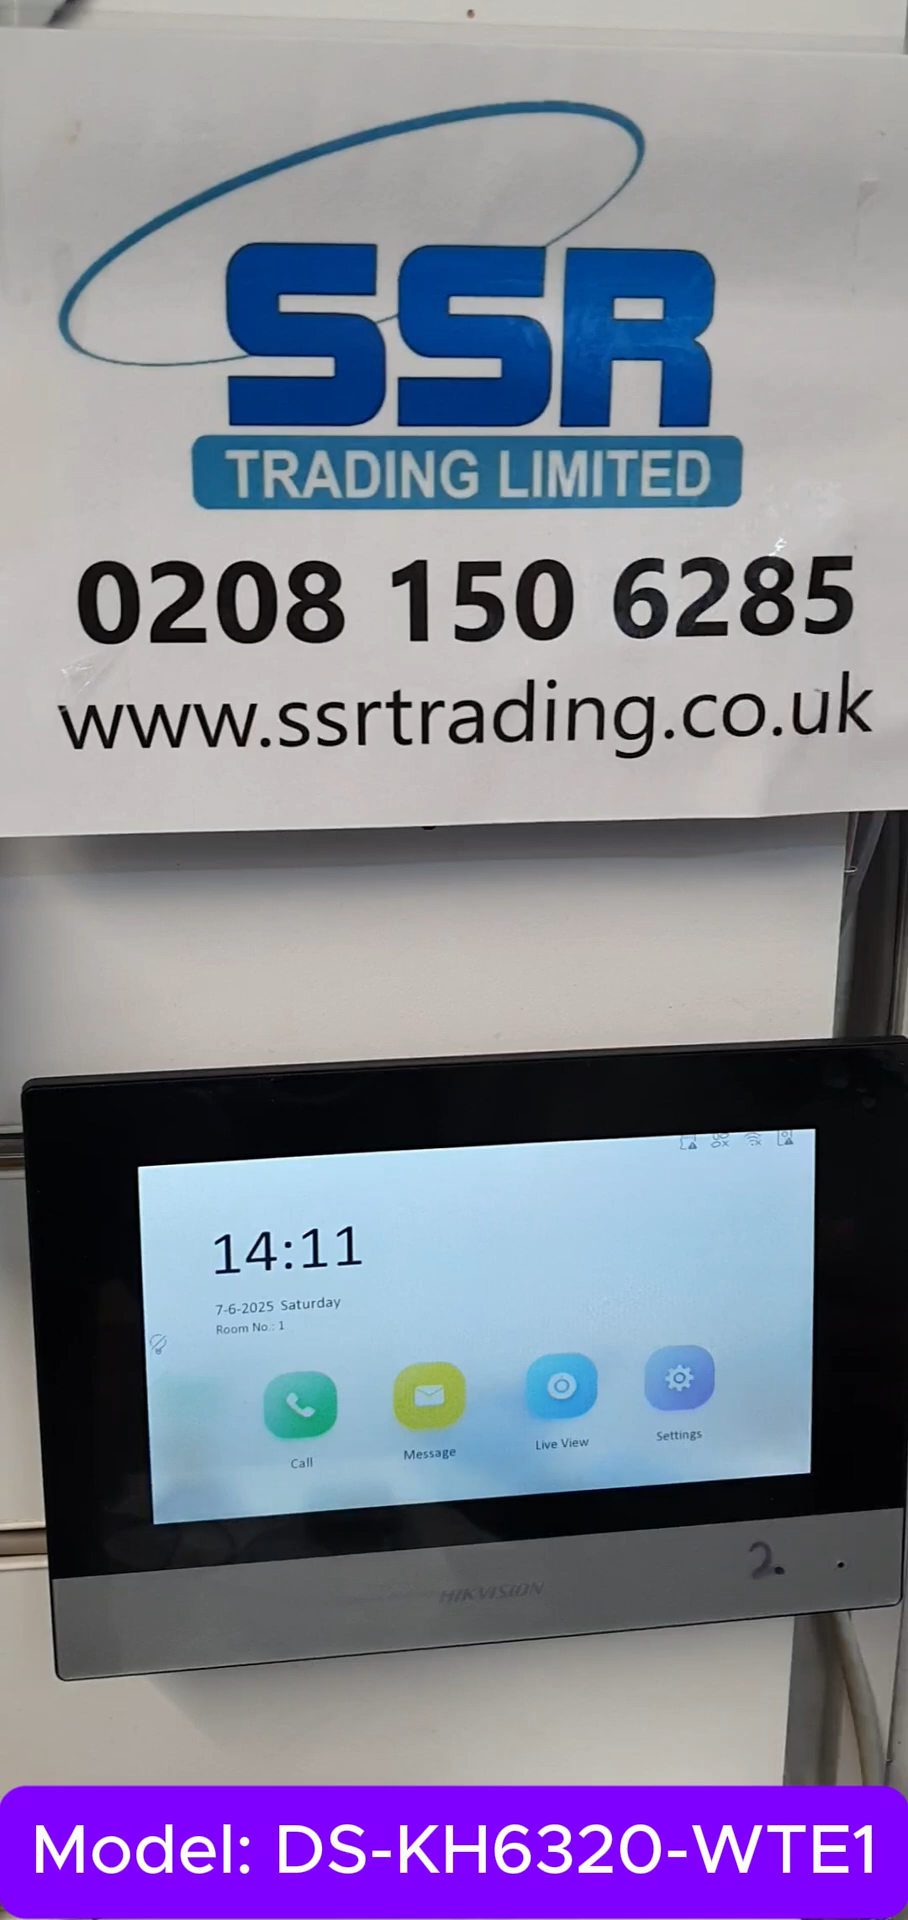 SSR
TRADING LIMITED
0208 150 6285
www.ssrtrading.co.uk
14:11
7-6-2025 Saturday
Room No.: 1
Call
Message
Live View
Settings
2.
HIKVISION
Model: DS-KH6320-WTE1